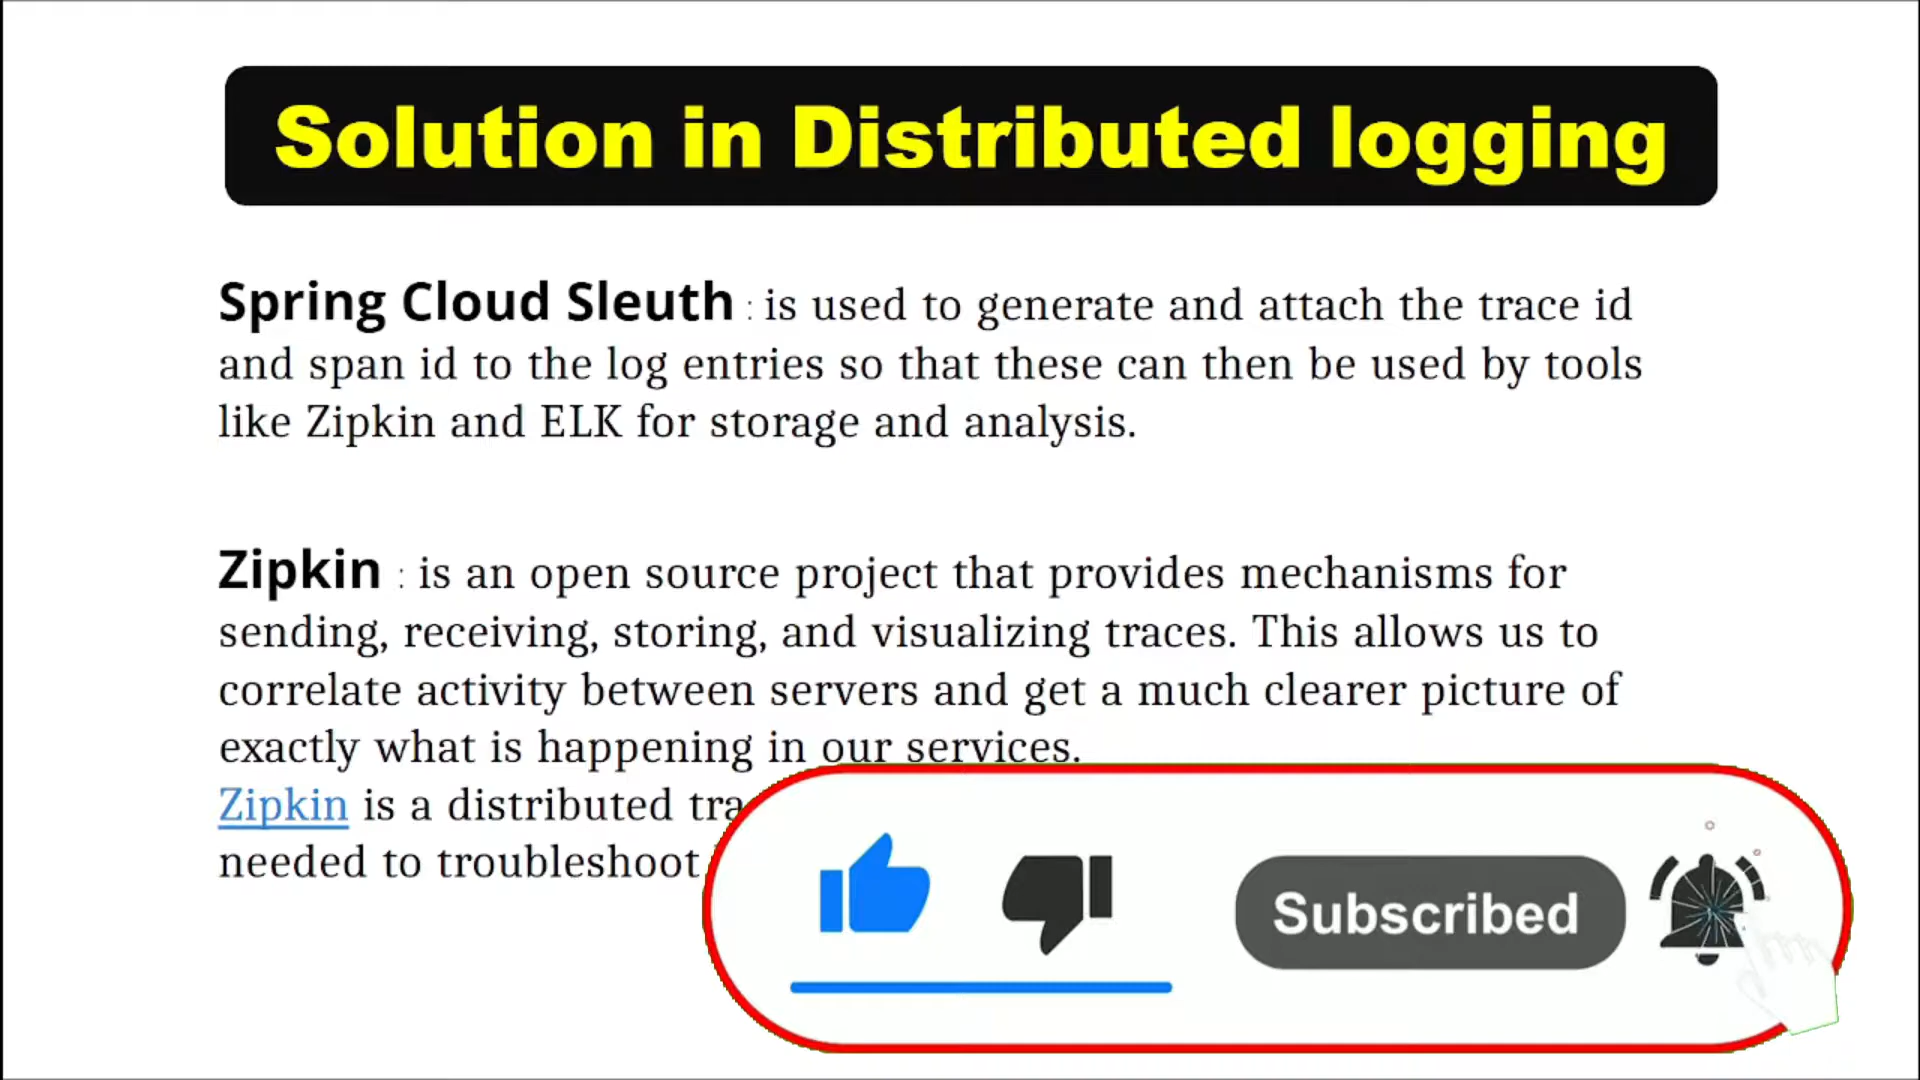 Solution in Distributed logging
Spring Cloud Sleuth : is used to generate and attach the trace id
and span id to the log entries so that these can then be used by tools
like Zipkin and ELK for storage and analysis.
Zipkin : is an open source project that provides mechanisms for
sending, receiving, storing, and visualizing traces. This allows us to
correlate activity between servers and get a much clearer picture of
exactly what is happening in our services.
Zipkin is a distributed
needed to troubleshoot
Subscribed